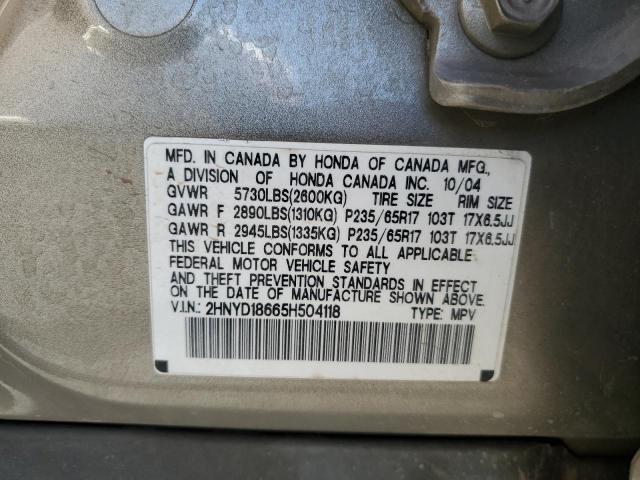 MFD. IN CANADA BY HONDA OF CANADA MFG.,
A DIVISION OF HONDA CANADA INC. 10/04
GVWR 5730LBS(2600KG) TIRE SIZE RIM SIZE
GAWR F 2890LBS(1310KG) P235/65R17 103T 17X6.5JJ
GAWR R 2945LBS(1335KG) P235/65R17 103T 17X6.5JJ
THIS VEHICLE CONFORMS TO ALL APPLICABLE
FEDERAL MOTOR VEHICLE SAFETY
AND THEFT PREVENTION STANDARDS IN EFFECT
ON THE DATE OF MANUFACTURE SHOWN ABOVE.
V.I.N.: 2HNYD18665H504118 TYPE: MPV